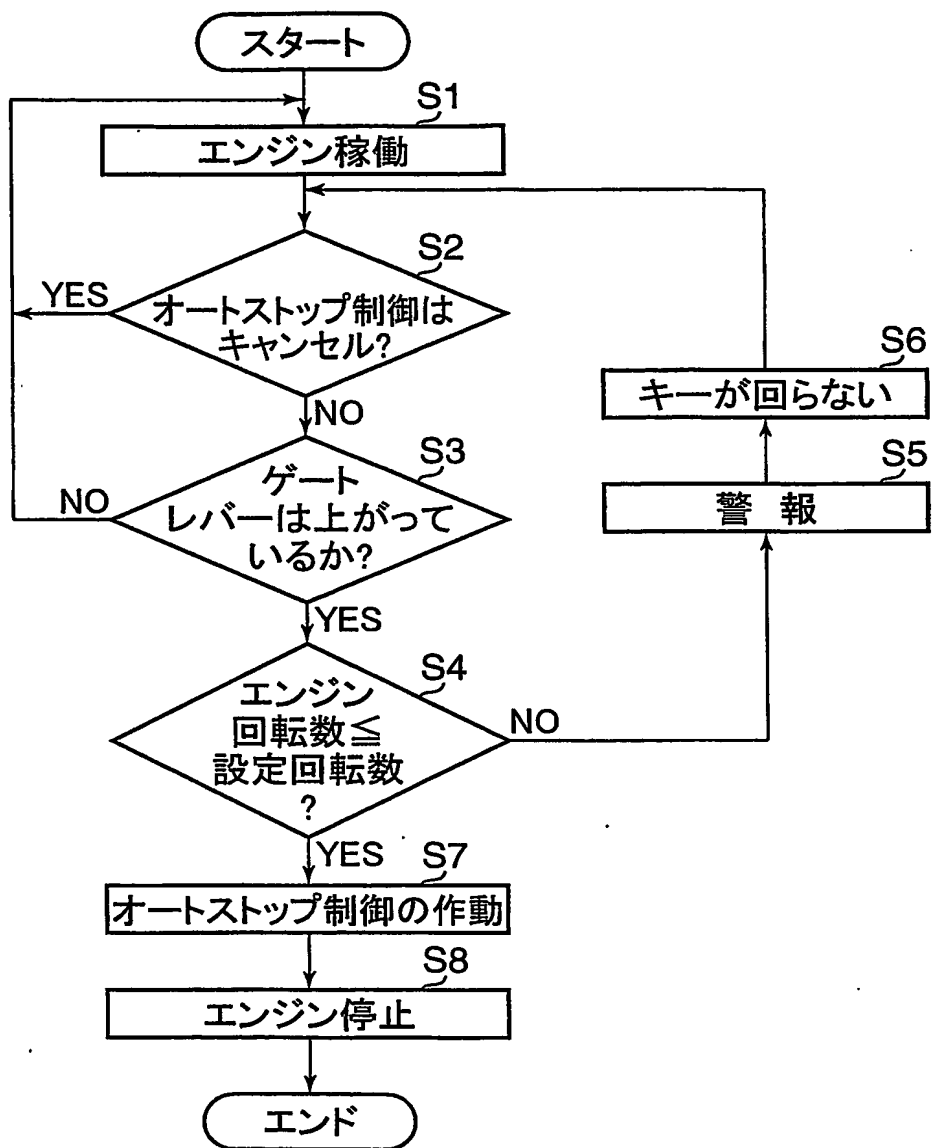 スタート
S1
エンジン稼働
S2
YES
オートストップ制御は
キャンセル?
NO
S3
NO
ゲート
レバーは上がって
いるか?
YES
S4
エンジン
回転数≦
設定回転数
?
NO
S6
キーが回らない
S5
警 報
YES
S7
オートストップ制御の作動
S8
エンジン停止
エンド